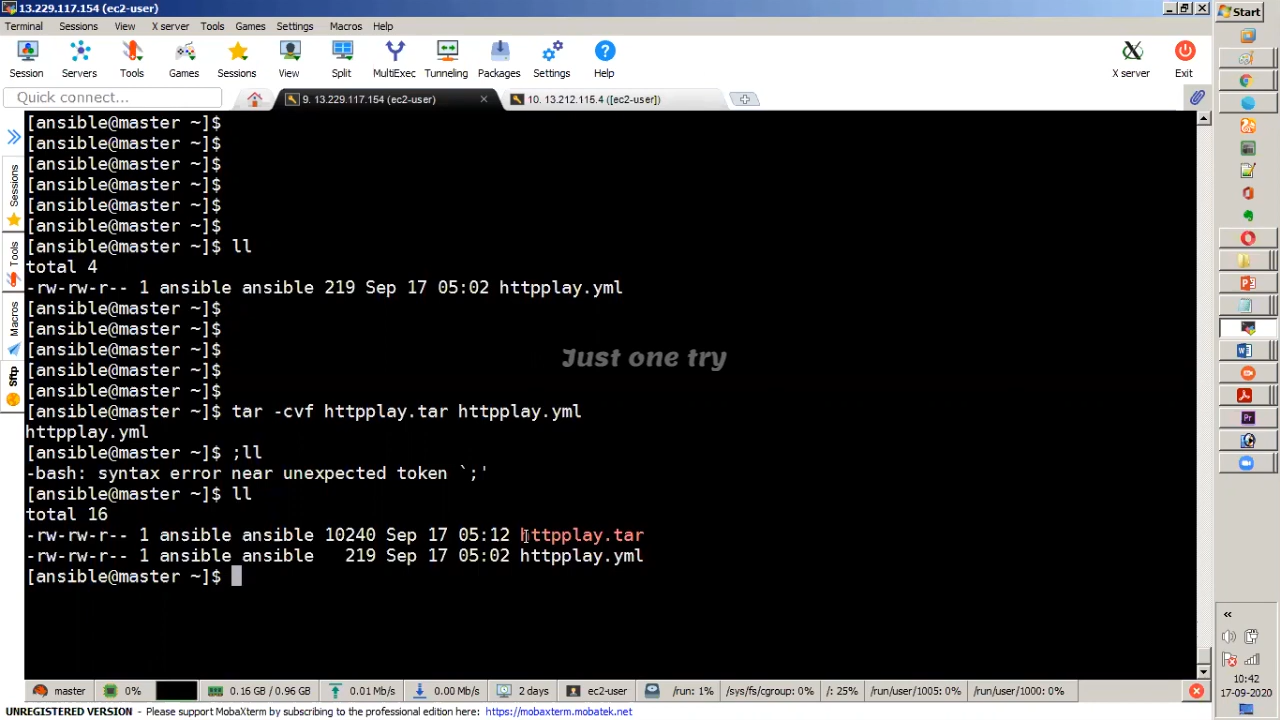 13.229.117.154 (ec2-user)
Start
Terminal Sessions View X server Tools Games Settings Macros Help
Session Servers Tools Games Sessions View Split MultiExec Tunneling Packages Settings Help X server Exit
Quick connect...
9. 13.229.117.154 (ec2-user)
10. 13.212.115.4 ([ec2-user])
Sessions
Tools
Macros
Sftp
[ansible@master ~]$
[ansible@master ~]$
[ansible@master ~]$
[ansible@master ~]$
[ansible@master ~]$
[ansible@master ~]$
[ansible@master ~]$ ll
total 4
-rw-rw-r-- 1 ansible ansible 219 Sep 17 05:02 httpplay.yml
[ansible@master ~]$
[ansible@master ~]$
[ansible@master ~]$
[ansible@master ~]$
[ansible@master ~]$
Just one try
[ansible@master ~]$ tar -cvf httpplay.tar httpplay.yml
httpplay.yml
[ansible@master ~]$ ;ll
-bash: syntax error near unexpected token `;'
[ansible@master ~]$ ll
total 16
-rw-rw-r-- 1 ansible ansible 10240 Sep 17 05:12 httpplay.tar
-rw-rw-r-- 1 ansible ansible   219 Sep 17 05:02 httpplay.yml
[ansible@master ~]$
master 0% 0.16 GB / 0.96 GB 0.01 Mb/s 0.00 Mb/s 2 days ec2-user /run: 1% /sys/fs/cgroup: 0% /: 25% /run/user/1005: 0% /run/user/1000: 0%
UNREGISTERED VERSION - Please support MobaXterm by subscribing to the professional edition here: https://mobaxterm.mobatek.net
10:42
17-09-2020